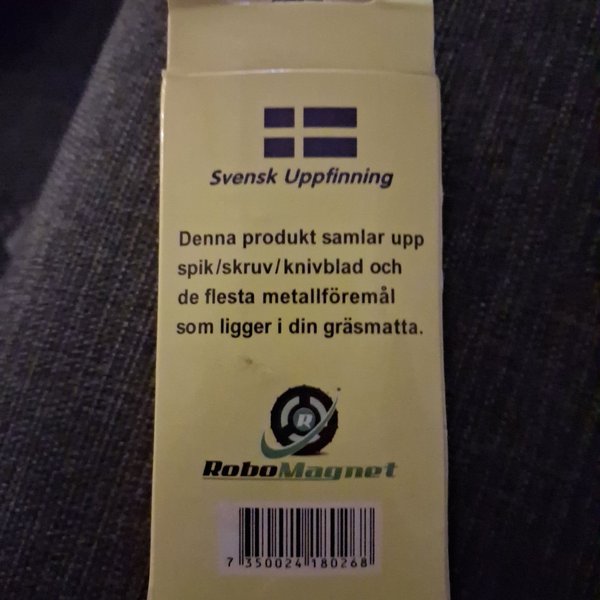 Svensk Uppfinning
Denna produkt samlar upp
spik/skruv/knivblad och
de flesta metallföremål
som ligger i din gräsmatta.
R
RoboMagnet
7 350024 180268